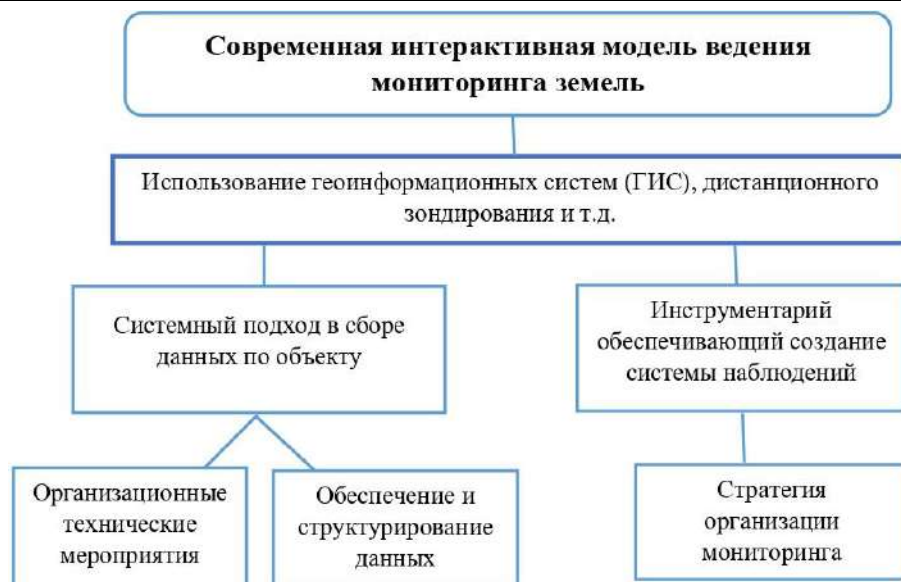 Современная интерактивная модель ведения
мониторинга земель
Использование геоинформационных систем (ГИС), дистанционного
зондирования и т.д.
Системный подход в сборе
данных по объекту
Инструментарий
обеспечивающий создание
системы наблюдений
Организационные
технические
мероприятия
Обеспечение и
структурирование
данных
Стратегия
организации
мониторинга